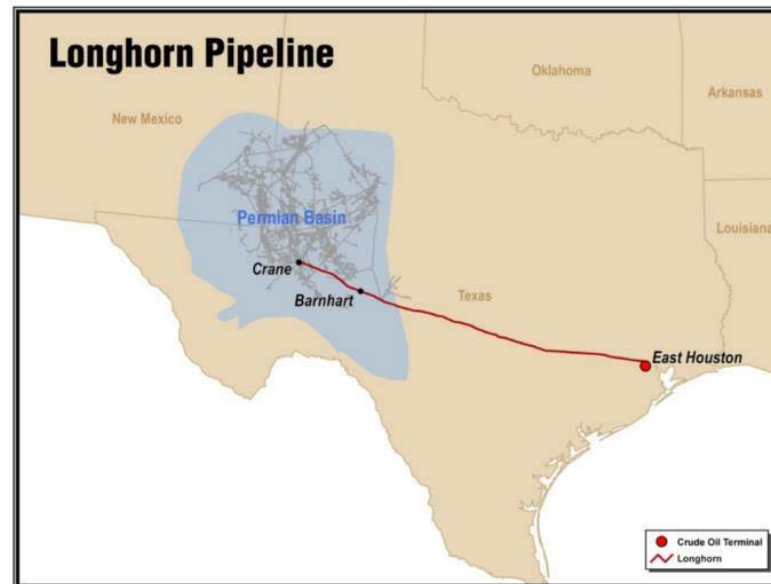 Longhorn Pipeline
Oklahoma
Arkansas
New Mexico
Louisiana
Permian Basin
Crane
Barnhart
Texas
East Houston
Crude Oil Terminal
Longhorn